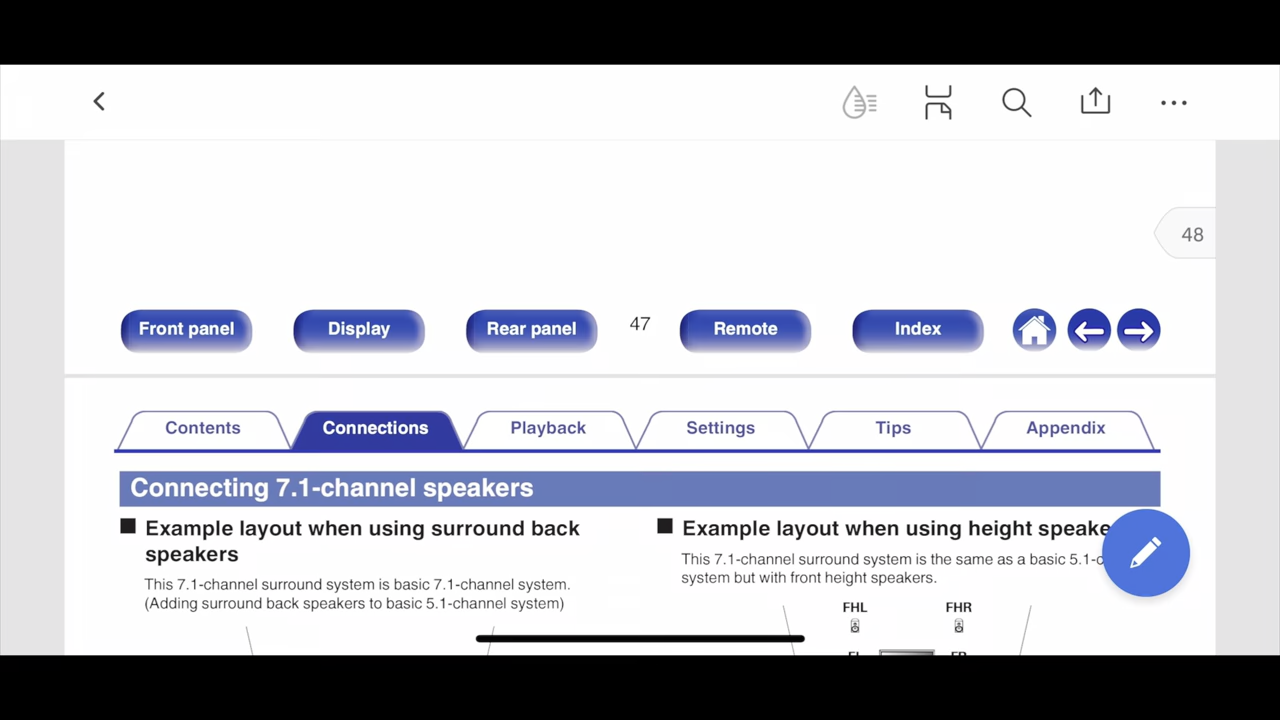 48
Front panel Display Rear panel 47 Remote Index
Contents Connections Playback Settings Tips Appendix
Connecting 7.1-channel speakers
Example layout when using surround back
speakers
This 7.1-channel surround system is basic 7.1-channel system.
(Adding surround back speakers to basic 5.1-channel system)
Example layout when using height speake
This 7.1-channel surround system is the same as a basic 5.1-c
system but with front height speakers.
FHL FHR